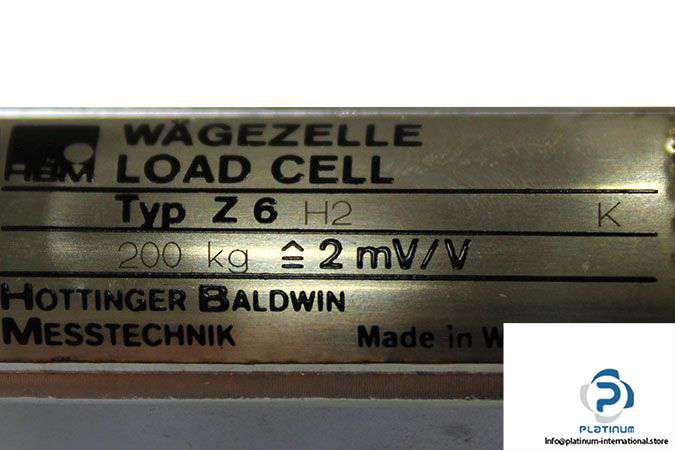 WÄGEZELLE
HBM LOAD CELL
Typ Z 6 H2 K
200 kg ≙ 2 mV/V
HOTTINGER BALDWIN
MESSTECHNIK Made in W
PLATINUM
Info@platinum-international.store